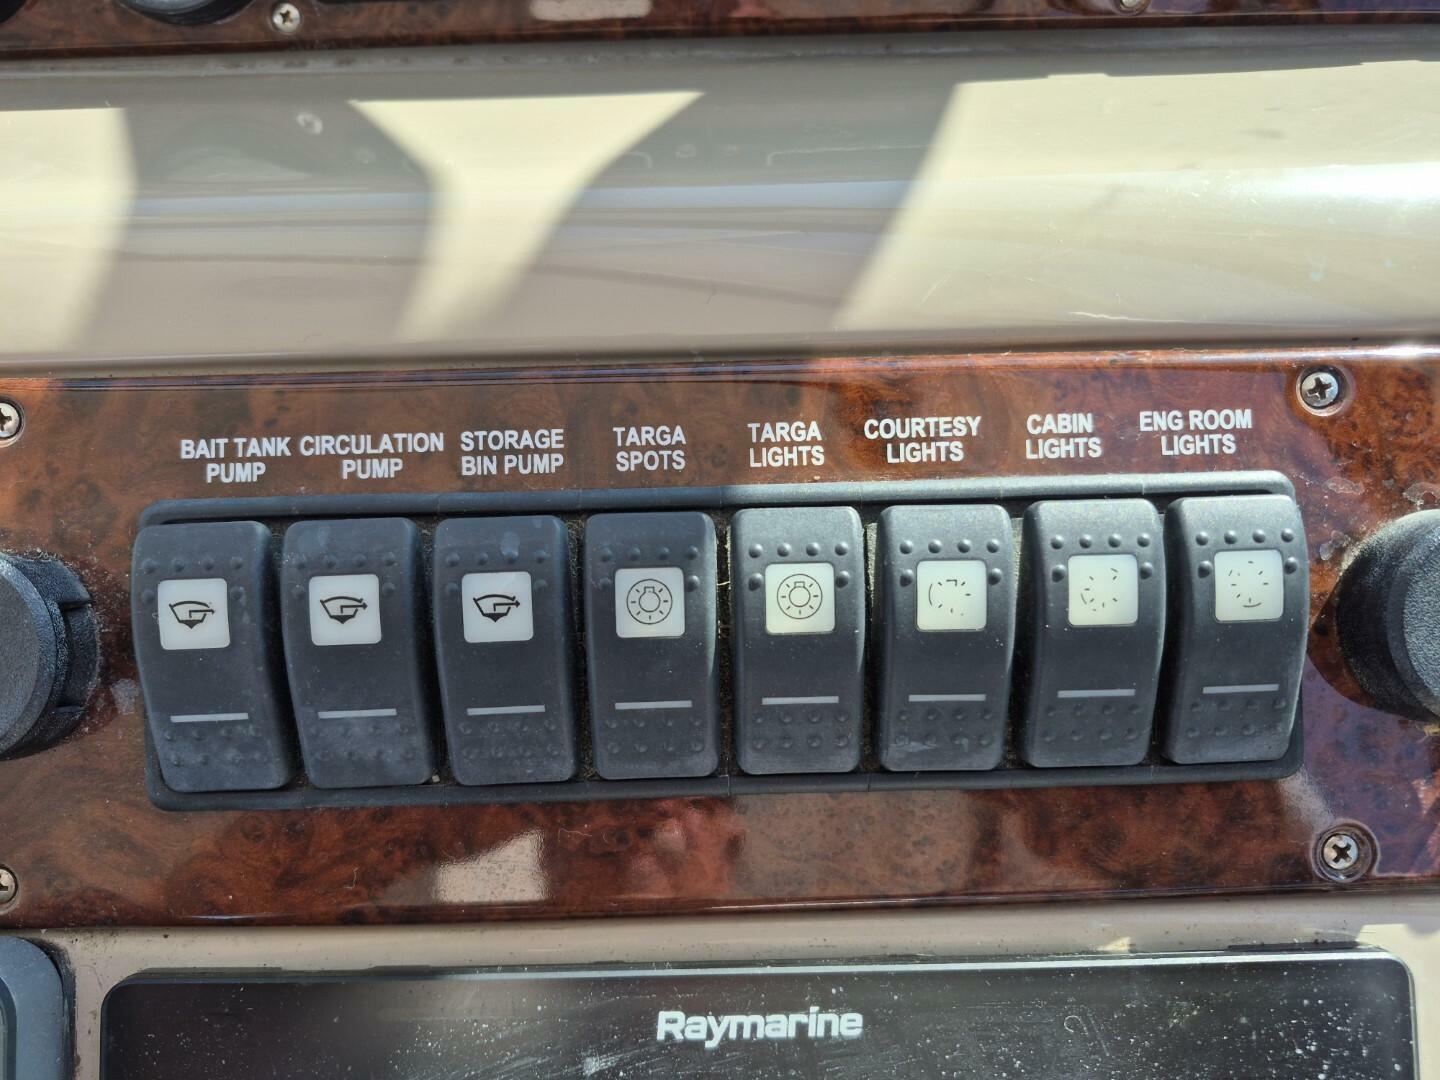 BAIT TANK
PUMP
CIRCULATION
PUMP
STORAGE
BIN PUMP
TARGA
SPOTS
TARGA
LIGHTS
COURTESY
LIGHTS
CABIN
LIGHTS
ENG ROOM
LIGHTS
Raymarine